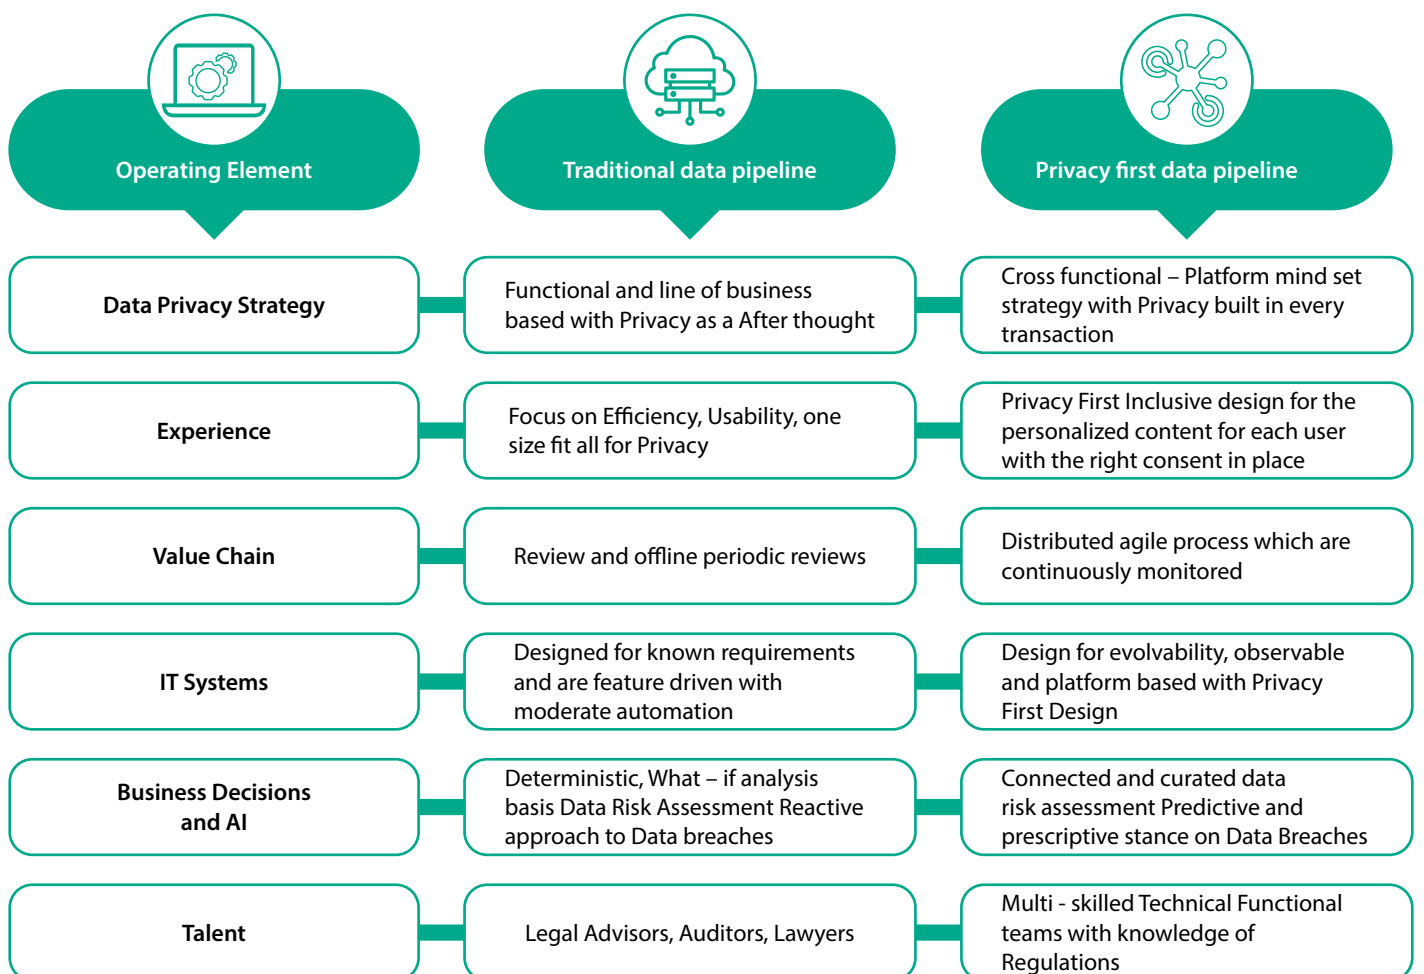 Operating Element
Traditional data pipeline
Privacy first data pipeline
Data Privacy Strategy
Functional and line of business
based with Privacy as a After thought
Cross functional – Platform mind set
strategy with Privacy built in every
transaction
Experience
Focus on Efficiency, Usability, one
size fit all for Privacy
Privacy First Inclusive design for the
personalized content for each user
with the right consent in place
Value Chain
Review and offline periodic reviews
Distributed agile process which are
continuously monitored
IT Systems
Designed for known requirements
and are feature driven with
moderate automation
Design for evolvability, observable
and platform based with Privacy
First Design
Business Decisions
and AI
Deterministic, What – if analysis
basis Data Risk Assessment Reactive
approach to Data breaches
Connected and curated data
risk assessment Predictive and
prescriptive stance on Data Breaches
Talent
Legal Advisors, Auditors, Lawyers
Multi - skilled Technical Functional
teams with knowledge of
Regulations